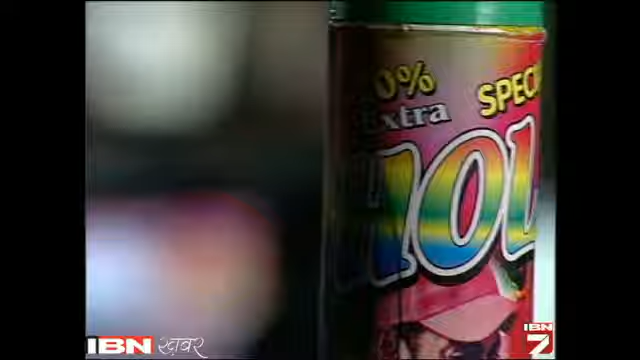 0% SPEC
Extra
HOL
IBN ख़बर
IBN
7